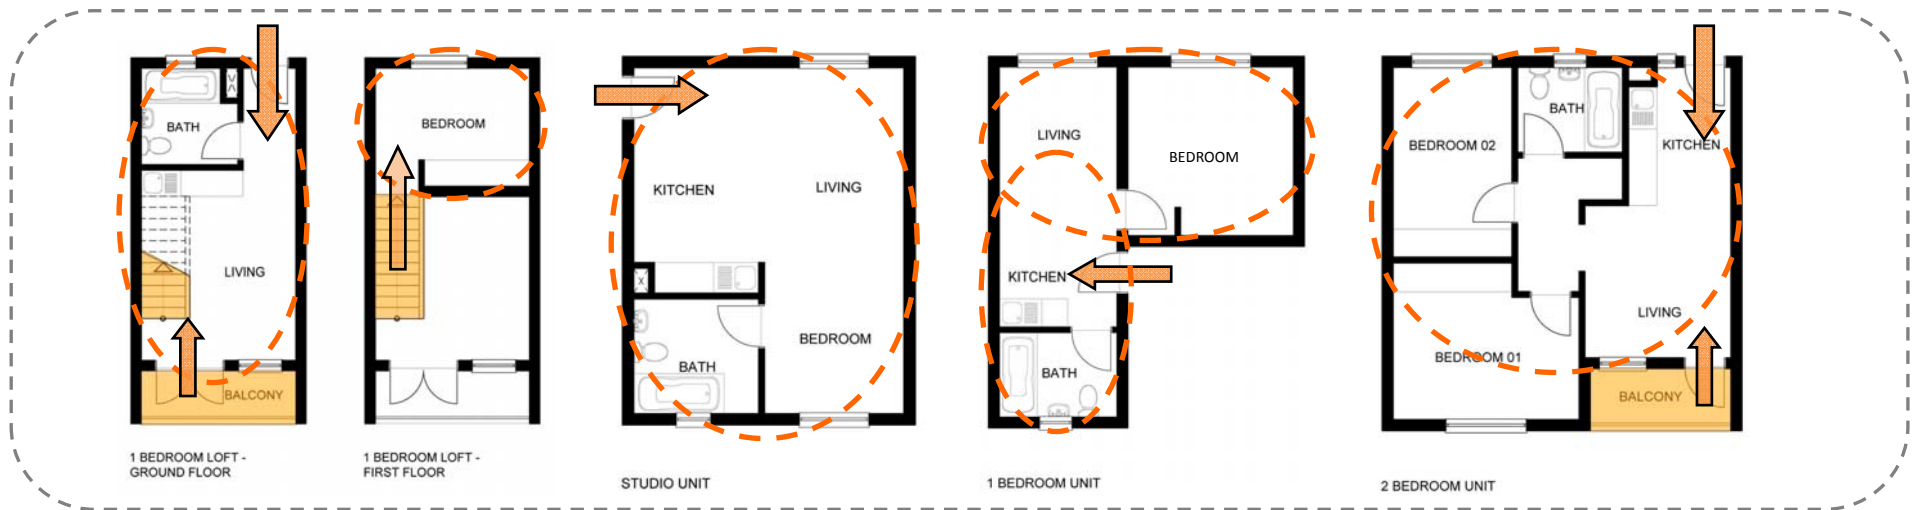 BATH
LIVING
BALCONY
1 BEDROOM LOFT -
GROUND FLOOR
BEDROOM
1 BEDROOM LOFT -
FIRST FLOOR
KITCHEN
LIVING
BEDROOM
BATH
STUDIO UNIT
LIVING
BEDROOM
KITCHEN
BATH
1 BEDROOM UNIT
BATH
BEDROOM 02
KITCHEN
LIVING
BEDROOM 01
BALCONY
2 BEDROOM UNIT